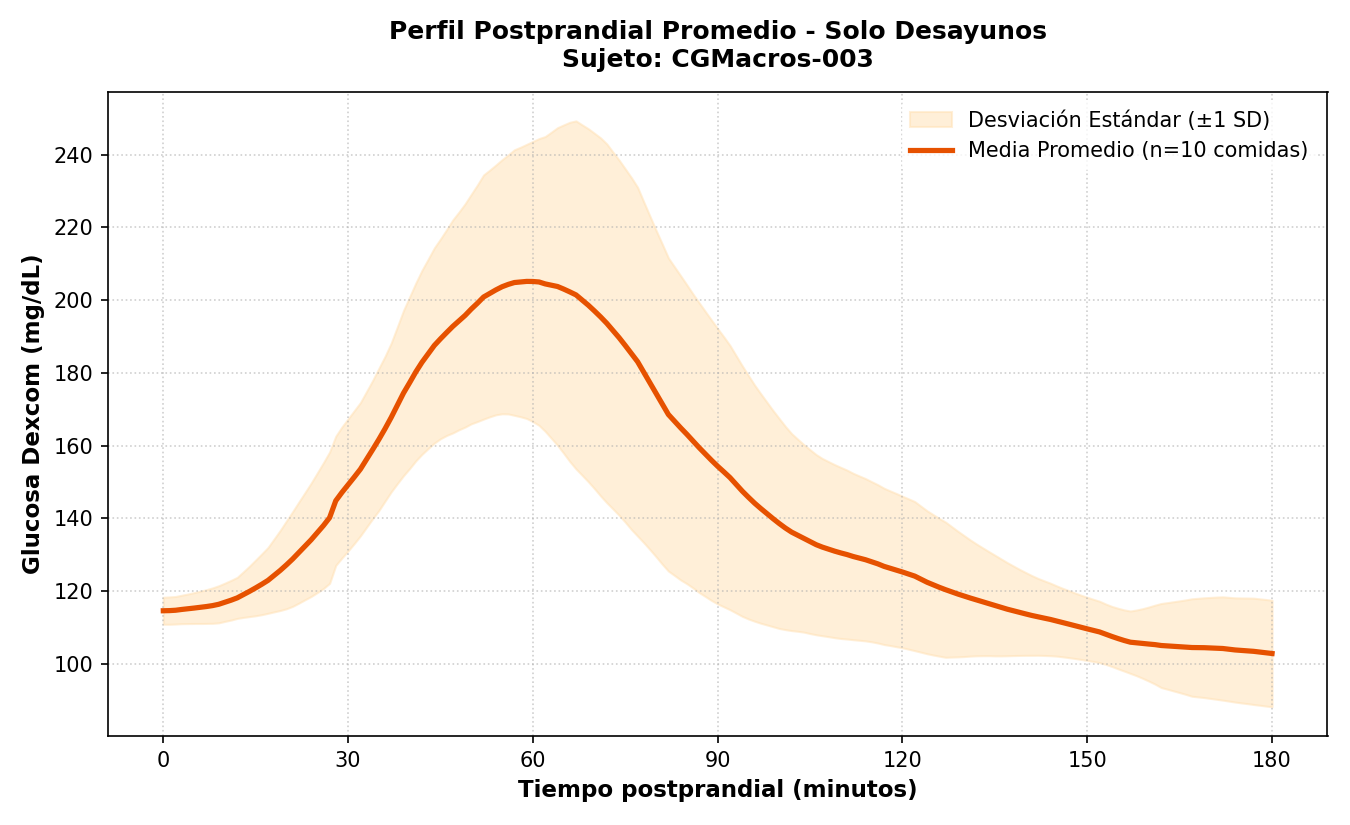 Perfil Postprandial Promedio - Solo Desayunos
Sujeto: CGMacros-003
Desviación Estándar (±1 SD)
Media Promedio (n=10 comidas)
Glucosa Dexcom (mg/dL)
240
220
200
180
160
140
120
100
0 30 60 90 120 150 180
Tiempo postprandial (minutos)